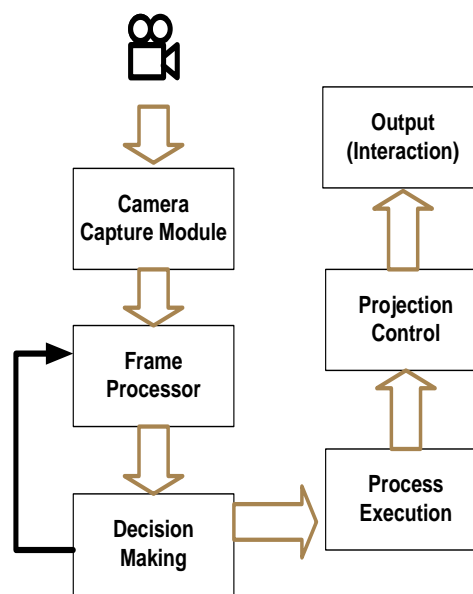 Camera
Capture Module
Frame
Processor
Decision
Making
Process
Execution
Projection
Control
Output
(Interaction)